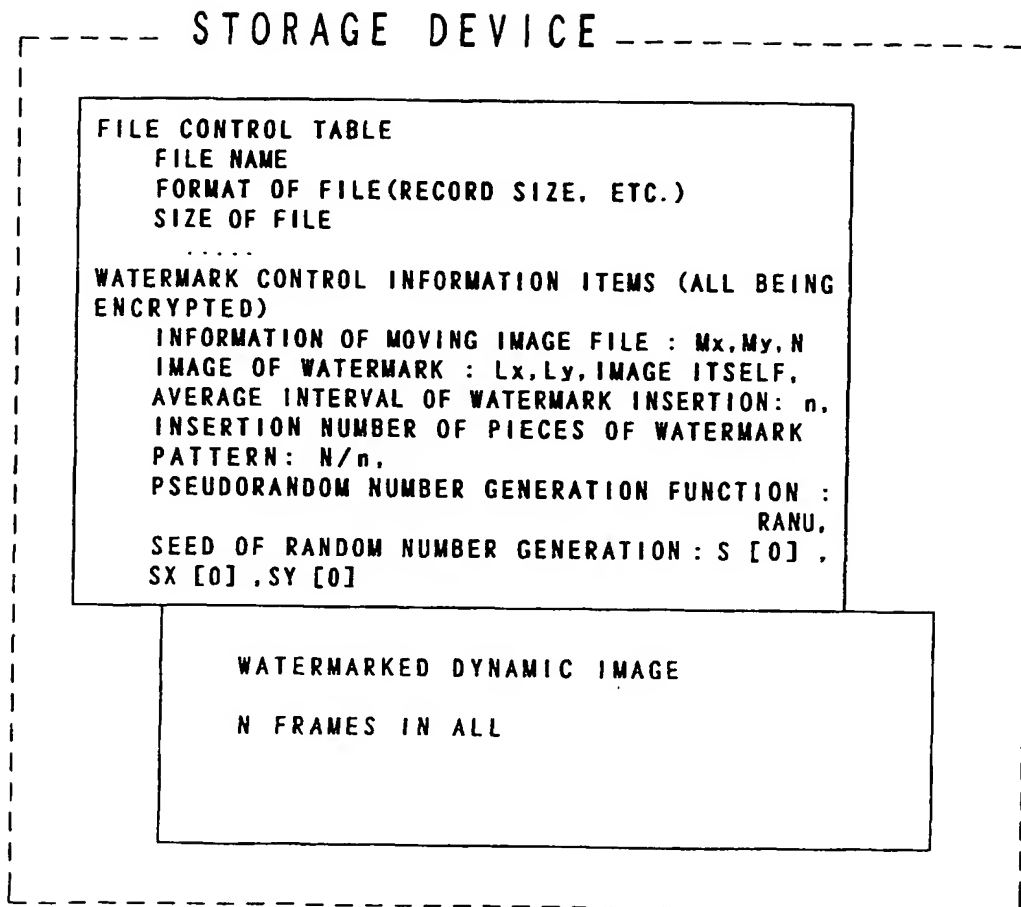 STORAGE DEVICE
FILE CONTROL TABLE
FILE NAME
FORMAT OF FILE(RECORD SIZE, ETC.)
SIZE OF FILE
.....
WATERMARK CONTROL INFORMATION ITEMS (ALL BEING
ENCRYPTED)
INFORMATION OF MOVING IMAGE FILE : Mx,My,N
IMAGE OF WATERMARK : Lx,Ly,IMAGE ITSELF,
AVERAGE INTERVAL OF WATERMARK INSERTION: n,
INSERTION NUMBER OF PIECES OF WATERMARK
PATTERN: N/n,
PSEUDORANDOM NUMBER GENERATION FUNCTION :
RANU,
SEED OF RANDOM NUMBER GENERATION : S [0] ,
SX [0] ,SY [0]
WATERMARKED DYNAMIC IMAGE
N FRAMES IN ALL